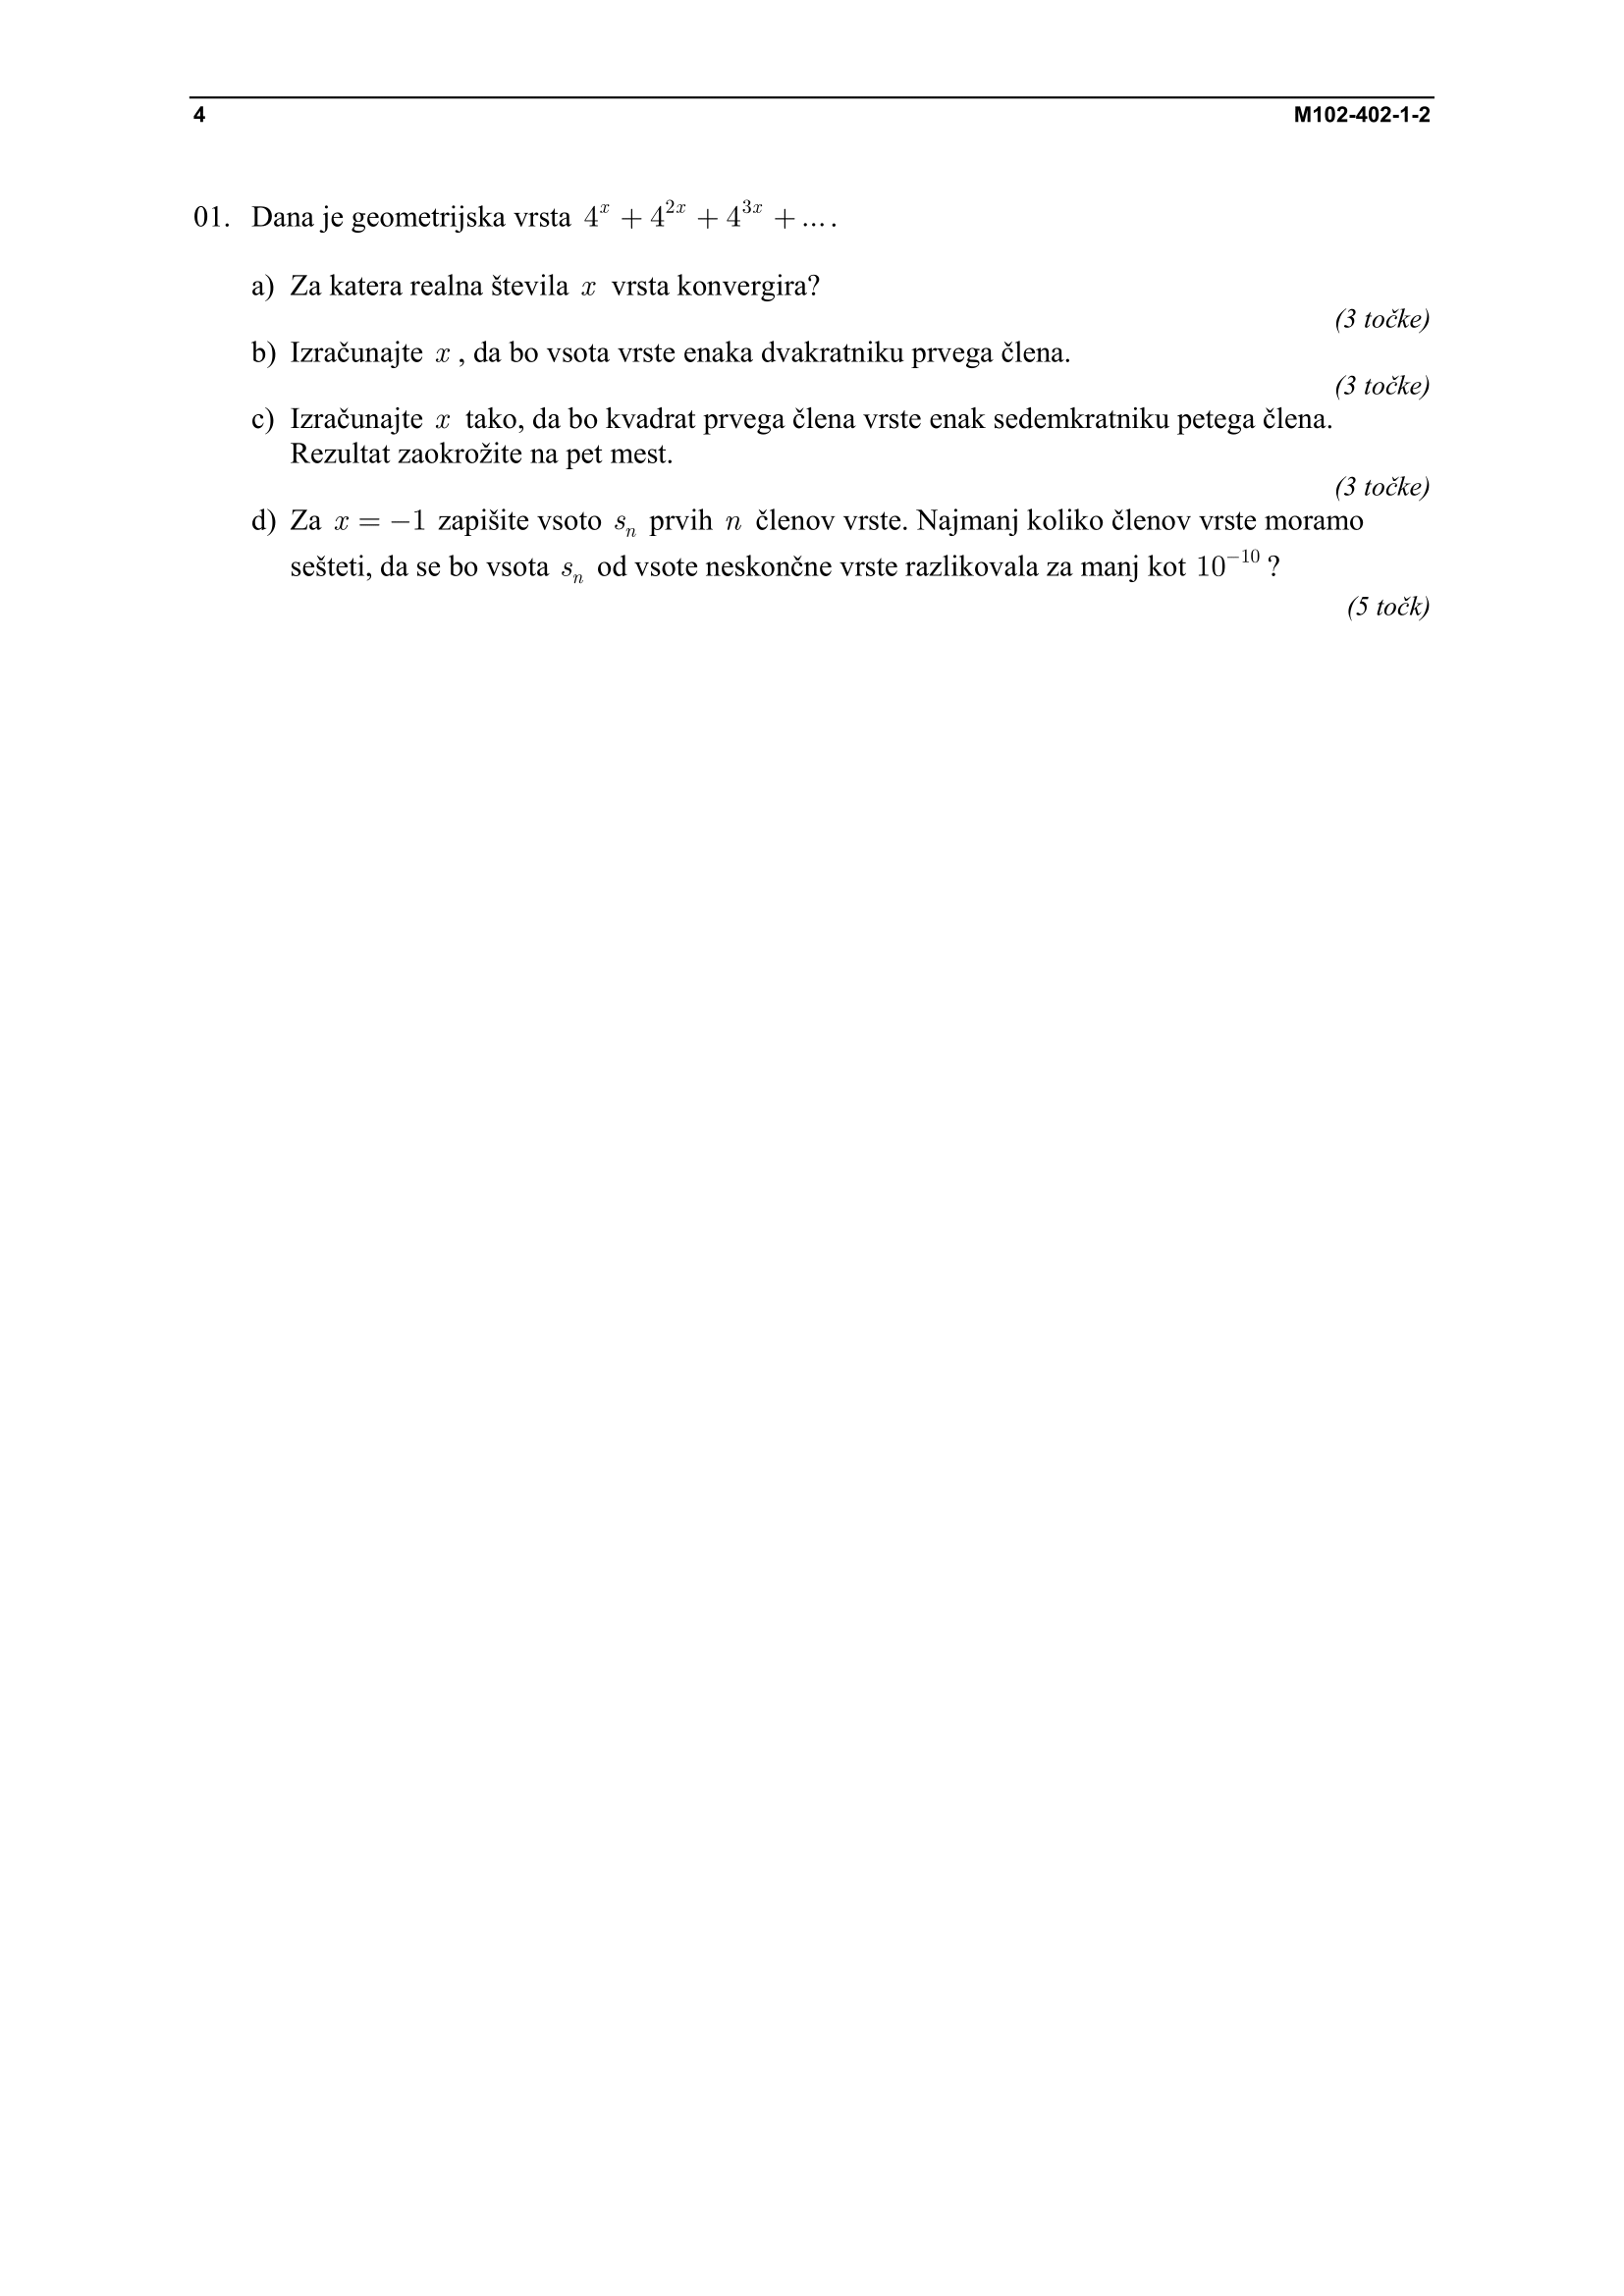 4 M102-402-1-2
01. Dana je geometrijska vrsta 4^x + 4^{2x} + 4^{3x} + ... .
a) Za katera realna števila x vrsta konvergira?
(3 točke)
b) Izračunajte x , da bo vsota vrste enaka dvakratniku prvega člena.
(3 točke)
c) Izračunajte x tako, da bo kvadrat prvega člena vrste enak sedemkratniku petega člena.
Rezultat zaokrožite na pet mest.
(3 točke)
d) Za x = −1 zapišite vsoto s_n prvih n členov vrste. Najmanj koliko členov vrste moramo
sešteti, da se bo vsota s_n od vsote neskončne vrste razlikovala za manj kot 10^{−10} ?
(5 točk)